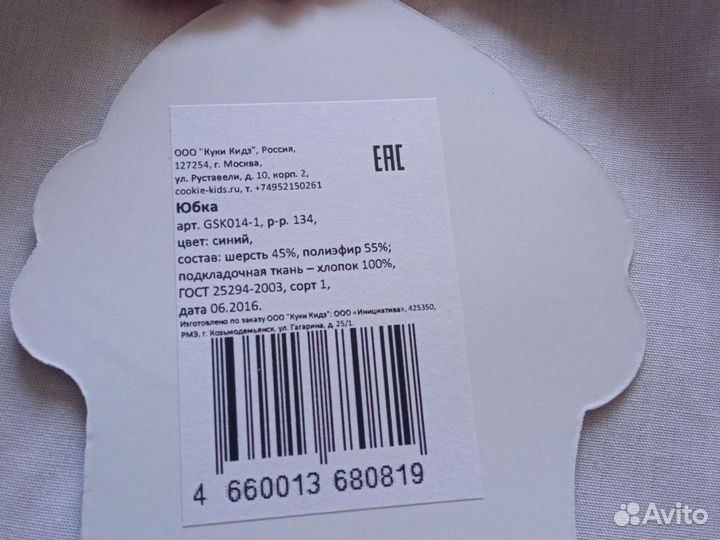 ООО "Куки Кидз", Россия,
127254, г. Москва,
ул. Руставели, д. 10, корп. 2,
cookie-kids.ru, т. +74952150261
ЕАС
Юбка
арт. GSK014-1, р-р. 134,
цвет: синий,
состав: шерсть 45%, полиэфир 55%;
подкладочная ткань – хлопок 100%,
ГОСТ 25294-2003, сорт 1,
дата 06.2016.
Изготовлено по заказу ООО "Куки Кидз": ООО «Инициатива», 425350,
РМЭ, г. Козьмодемьянск, ул. Гагарина, д. 25/1.
4 660013 680819
Avito